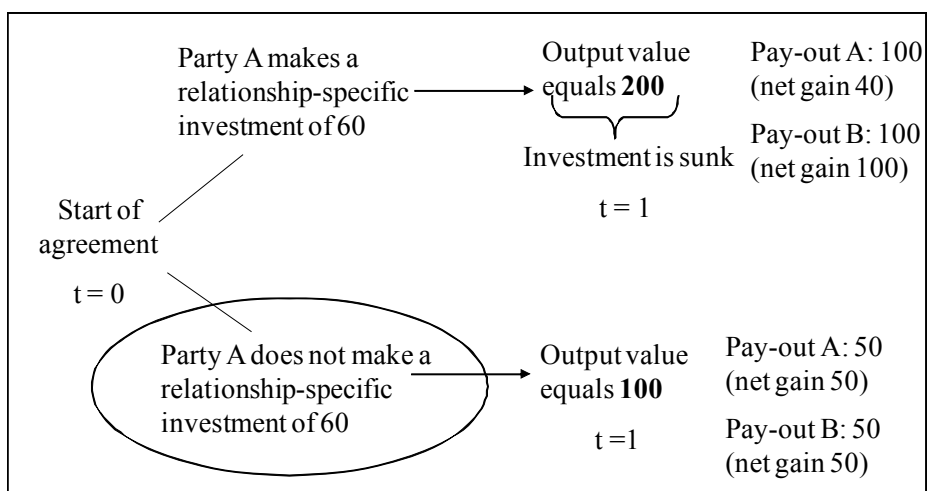 Party A makes a
relationship-specific
investment of 60
Output value
equals 200
Investment is sunk
t = 1
Pay-out A: 100
(net gain 40)
Pay-out B: 100
(net gain 100)
Start of
agreement
t = 0
Party A does not make a
relationship-specific
investment of 60
Output value
equals 100
t =1
Pay-out A: 50
(net gain 50)
Pay-out B: 50
(net gain 50)